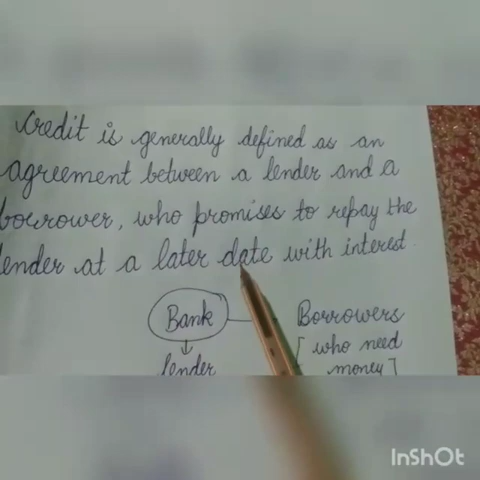 Credit is generally defined as an
agreement between a lender and a
borrower, who promises to repay the
lender at a later date with interest.
Bank Borrowers
lender [ who need
money ]
InShOt